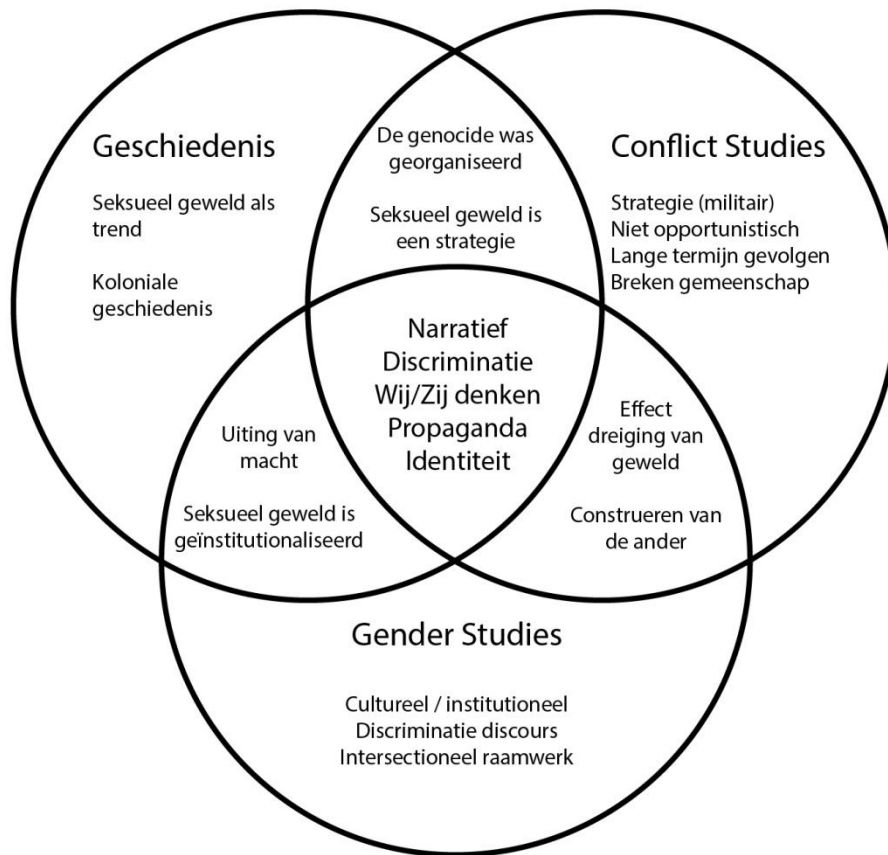 Geschiedenis
Seksueel geweld als
trend
Koloniale
geschiedenis
De genocide was
georganiseerd
Seksueel geweld is
een strategie
Conflict Studies
Strategie (militair)
Niet opportunistisch
Lange termijn gevolgen
Breken gemeenschap
Narratief
Discriminatie
Wij/Zij denken
Propaganda
Identiteit
Uiting van
macht
Seksueel geweld is
geïnstitutionaliseerd
Effect
dreiging van
geweld
Construeren van
de ander
Gender Studies
Cultureel / institutioneel
Discriminatie discours
Intersectioneel raamwerk